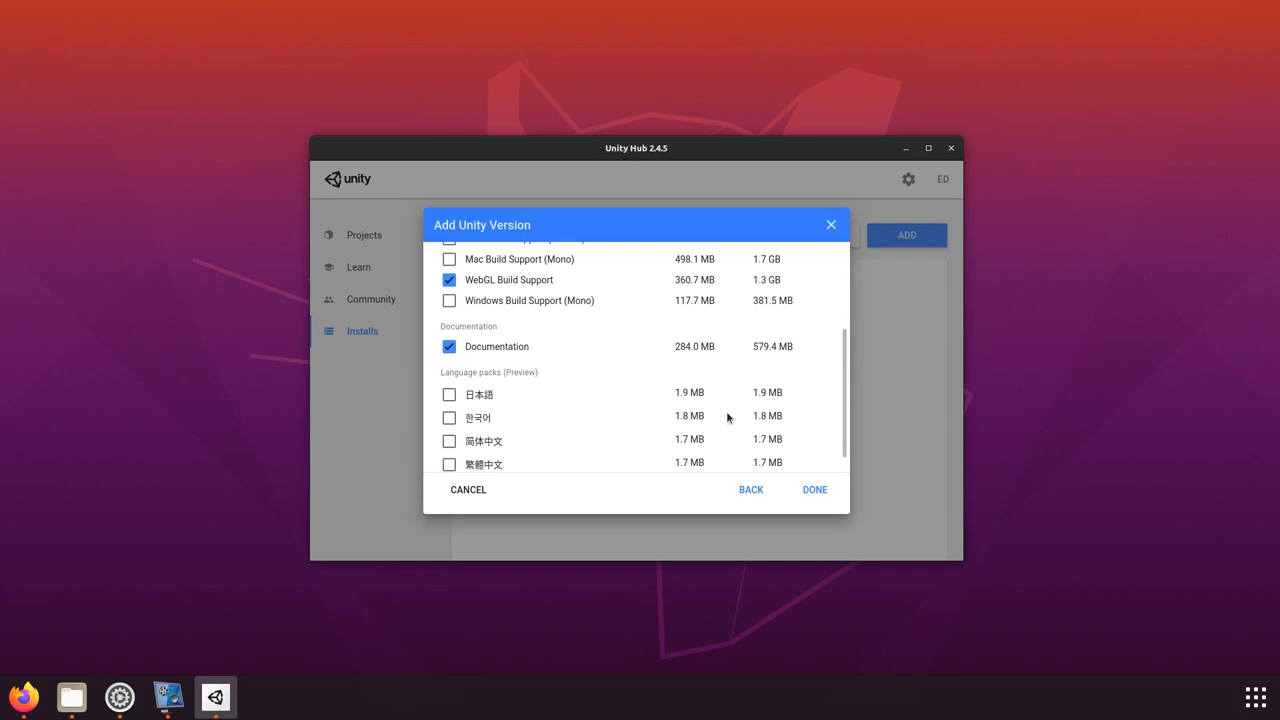 Unity Hub 2.4.5
unity
ED
Projects
ADD
Learn
Community
Installs
Add Unity Version
Mac Build Support (Mono) 498.1 MB 1.7 GB
WebGL Build Support 360.7 MB 1.3 GB
Windows Build Support (Mono) 117.7 MB 381.5 MB
Documentation
Documentation 284.0 MB 579.4 MB
Language packs (Preview)
日本語 1.9 MB 1.9 MB
한국어 1.8 MB 1.8 MB
简体中文 1.7 MB 1.7 MB
繁體中文 1.7 MB 1.7 MB
CANCEL BACK DONE